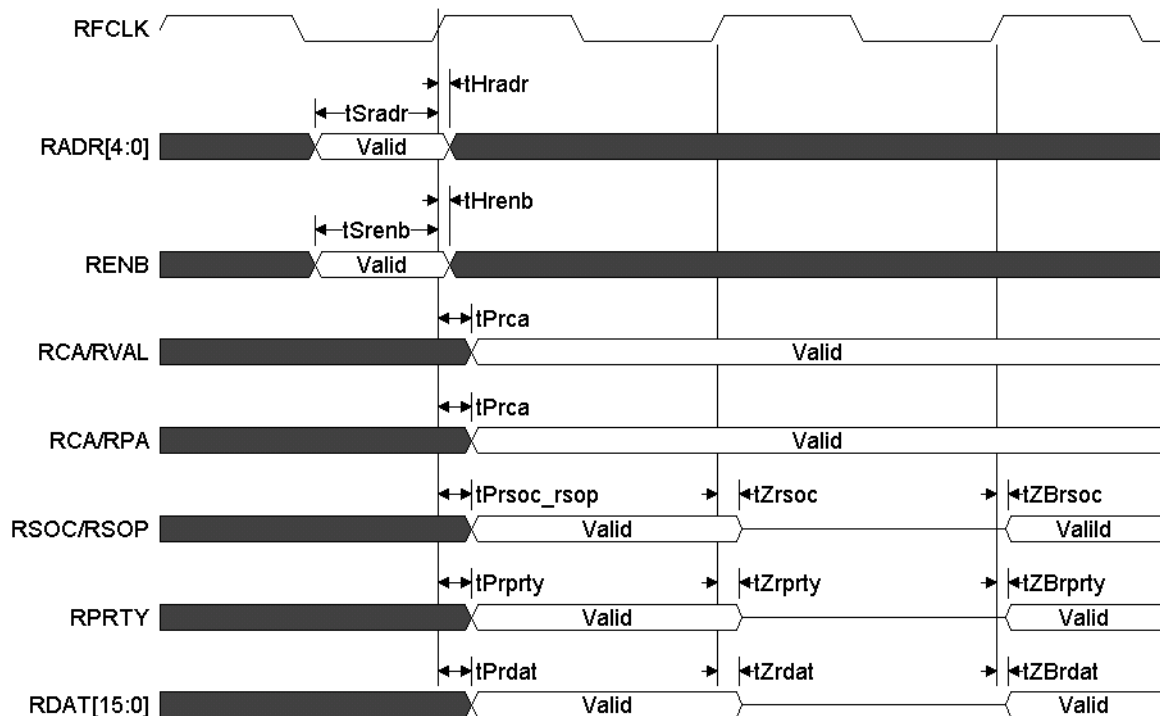 RFCLK
tHradr
tSradr
RADR[4:0] Valid
tHrenb
tSrenb
RENB Valid
tPrca
RCA/RVAL Valid
tPrca
RCA/RPA Valid
tPrsoc_rsop tZrsoc tZBrsoc
RSOC/RSOP Valid Valild
tPrprty tZrprty tZBrprty
RPRTY Valid Valid
tPrdat tZrdat tZBrdat
RDAT[15:0] Valid Valid